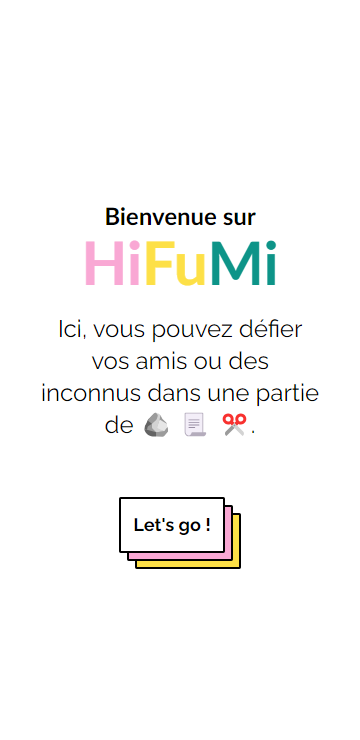 Bienvenue sur
HiFuMi
Ici, vous pouvez défier
vos amis ou des
inconnus dans une partie
de 🪨 📃 ✂️.
Let's go !